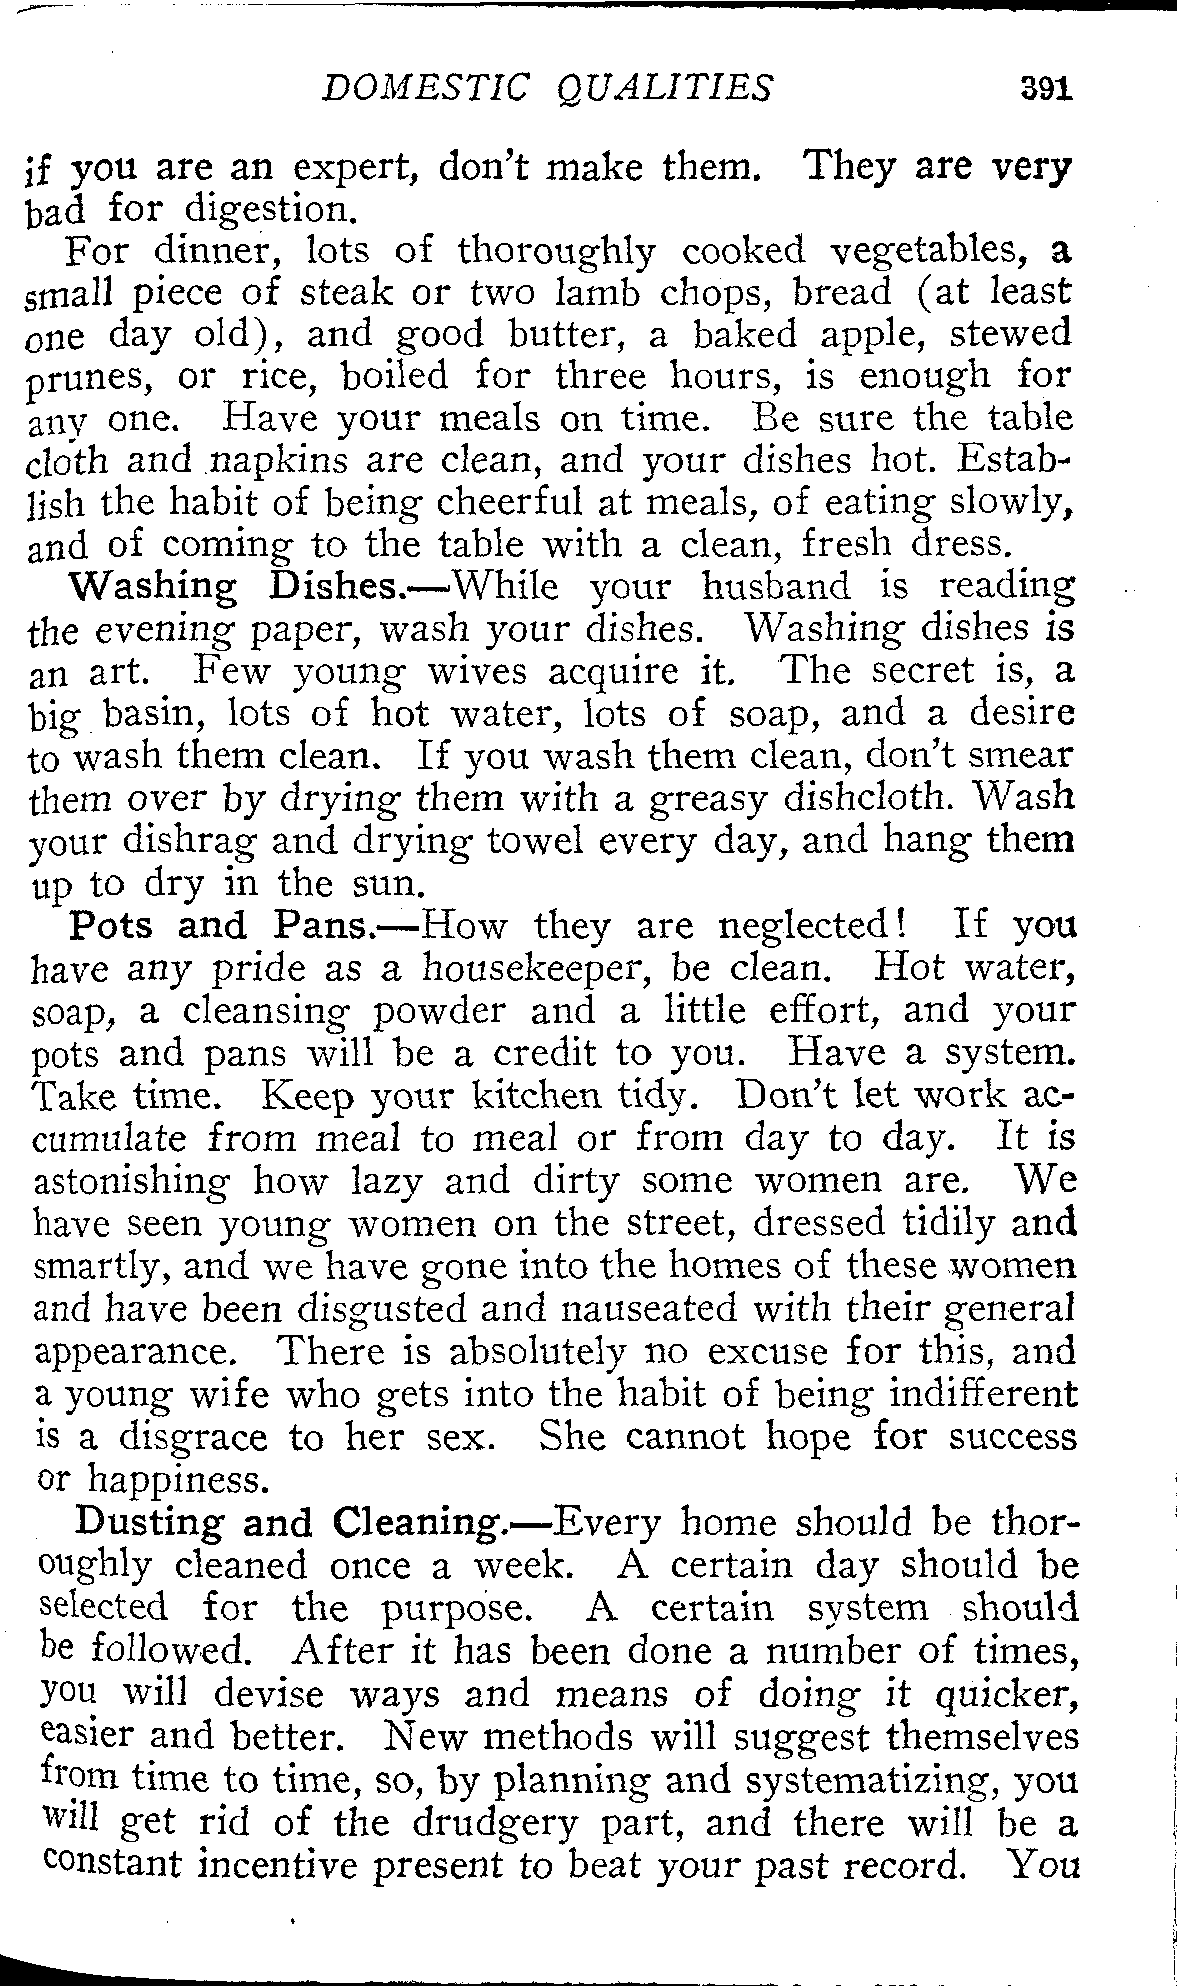 DOMESTIC QUALITIES 391
if you are an expert, don't make them. They are very
bad for digestion.
For dinner, lots of thoroughly cooked vegetables, a
small piece of steak or two lamb chops, bread (at least
one day old), and good butter, a baked apple, stewed
prunes, or rice, boiled for three hours, is enough for
any one. Have your meals on time. Be sure the table
cloth and napkins are clean, and your dishes hot. Estab-
lish the habit of being cheerful at meals, of eating slowly,
and of coming to the table with a clean, fresh dress.
Washing Dishes.—While your husband is reading
the evening paper, wash your dishes. Washing dishes is
an art. Few young wives acquire it. The secret is, a
big basin, lots of hot water, lots of soap, and a desire
to wash them clean. If you wash them clean, don't smear
them over by drying them with a greasy dishcloth. Wash
your dishrag and drying towel every day, and hang them
up to dry in the sun.
Pots and Pans.—How they are neglected! If you
have any pride as a housekeeper, be clean. Hot water,
soap, a cleansing powder and a little effort, and your
pots and pans will be a credit to you. Have a system.
Take time. Keep your kitchen tidy. Don't let work ac-
cumulate from meal to meal or from day to day. It is
astonishing how lazy and dirty some women are. We
have seen young women on the street, dressed tidily and
smartly, and we have gone into the homes of these women
and have been disgusted and nauseated with their general
appearance. There is absolutely no excuse for this, and
a young wife who gets into the habit of being indifferent
is a disgrace to her sex. She cannot hope for success
or happiness.
Dusting and Cleaning.—Every home should be thor-
oughly cleaned once a week. A certain day should be
selected for the purpose. A certain system should
be followed. After it has been done a number of times,
you will devise ways and means of doing it quicker,
easier and better. New methods will suggest themselves
from time to time, so, by planning and systematizing, you
will get rid of the drudgery part, and there will be a
constant incentive present to beat your past record. You